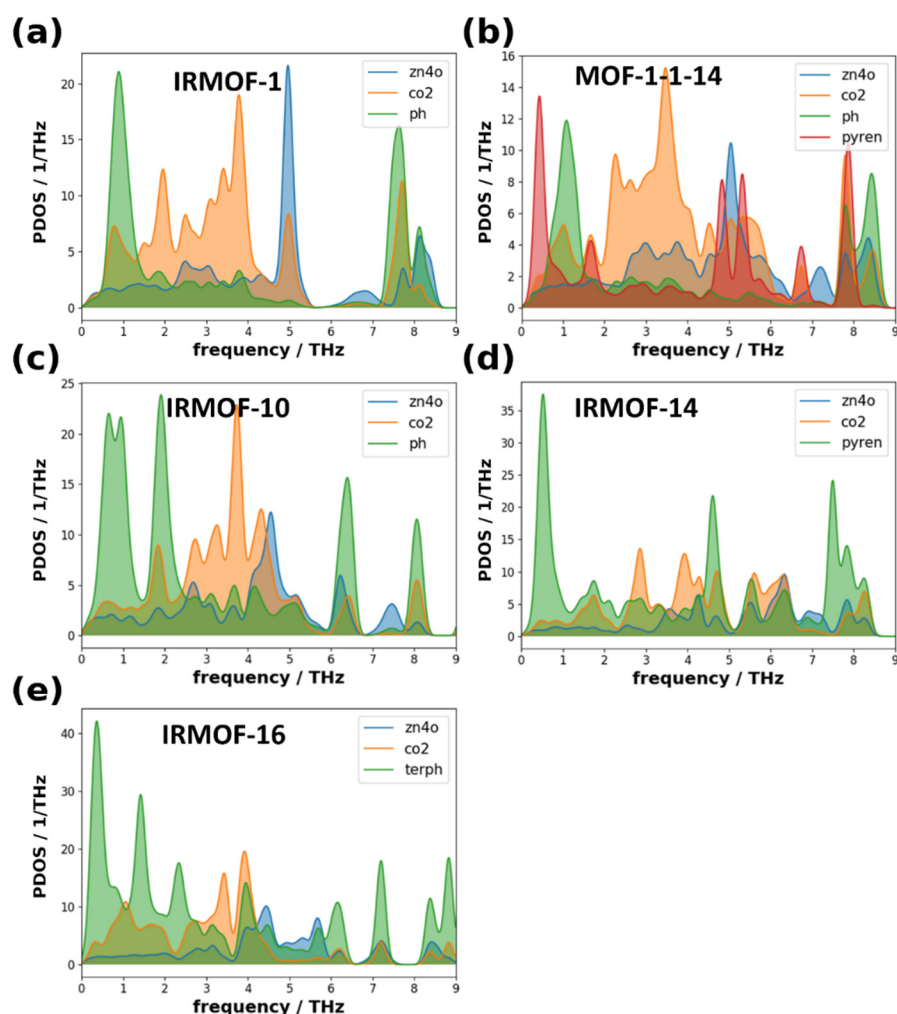 (a)
IRMOF-1
zn4o
co2
ph
PDOS / 1/THz
20
15
10
5
0
0 1 2 3 4 5 6 7 8 9
frequency / THz
(b)
MOF-1-1-14
zn4o
co2
ph
pyren
PDOS / 1/THz
16
14
12
10
8
6
4
2
0
0 1 2 3 4 5 6 7 8 9
frequency / THz
(c)
IRMOF-10
zn4o
co2
ph
PDOS / 1/THz
25
20
15
10
5
0
0 1 2 3 4 5 6 7 8 9
frequency / THz
(d)
IRMOF-14
zn4o
co2
pyren
PDOS / 1/THz
35
30
25
20
15
10
5
0
0 1 2 3 4 5 6 7 8 9
frequency / THz
(e)
IRMOF-16
zn4o
co2
terph
PDOS / 1/THz
40
30
20
10
0
0 1 2 3 4 5 6 7 8 9
frequency / THz